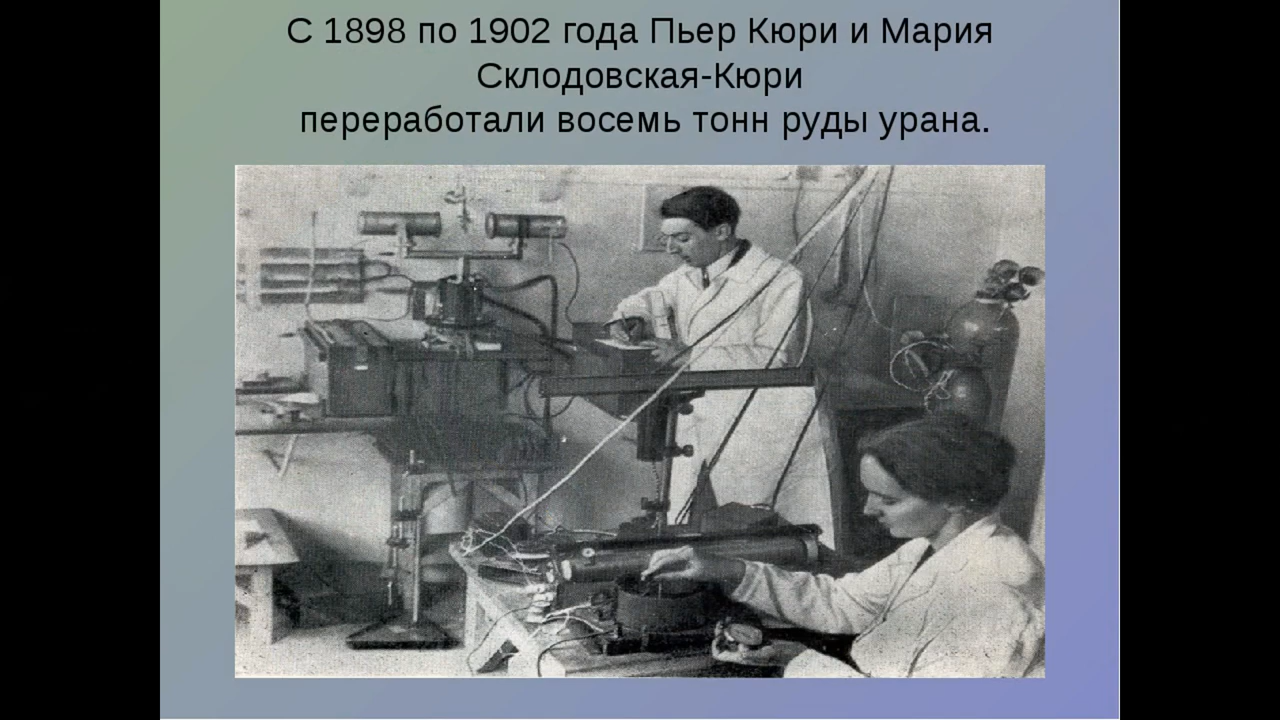 С 1898 по 1902 года Пьер Кюри и Мария
Склодовская-Кюри
переработали восемь тонн руды урана.